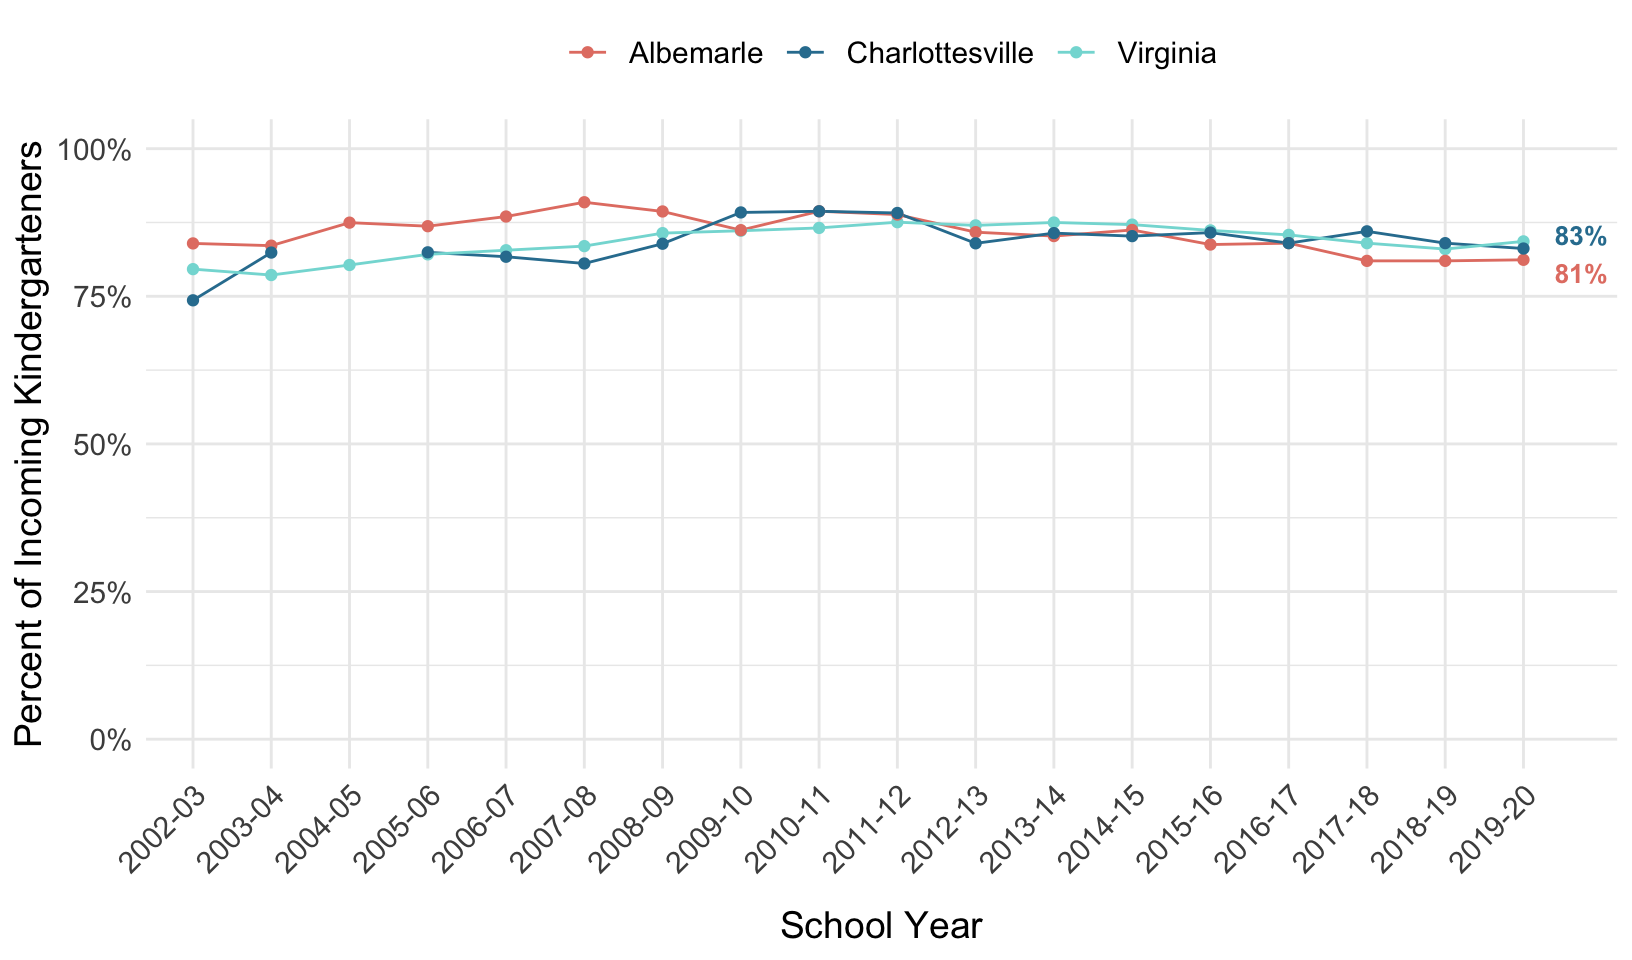 Albemarle Charlottesville Virginia
Percent of Incoming Kindergarteners
100%
75%
50%
25%
0%
83%
81%
2002-03 2003-04 2004-05 2005-06 2006-07 2007-08 2008-09 2009-10 2010-11 2011-12 2012-13 2013-14 2014-15 2015-16 2016-17 2017-18 2018-19 2019-20
School Year